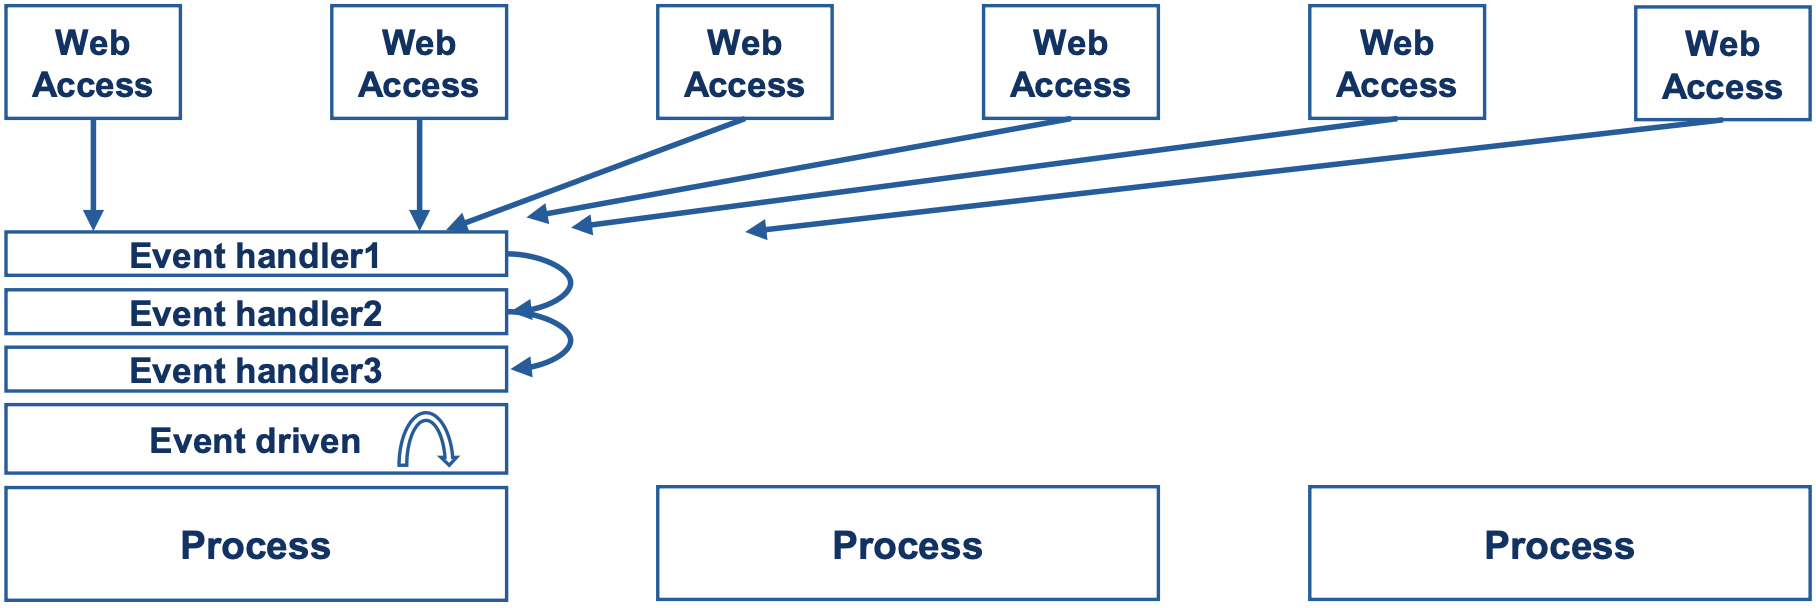 Web
Access
Web
Access
Web
Access
Web
Access
Web
Access
Web
Access
Event handler1
Event handler2
Event handler3
Event driven
Process
Process
Process